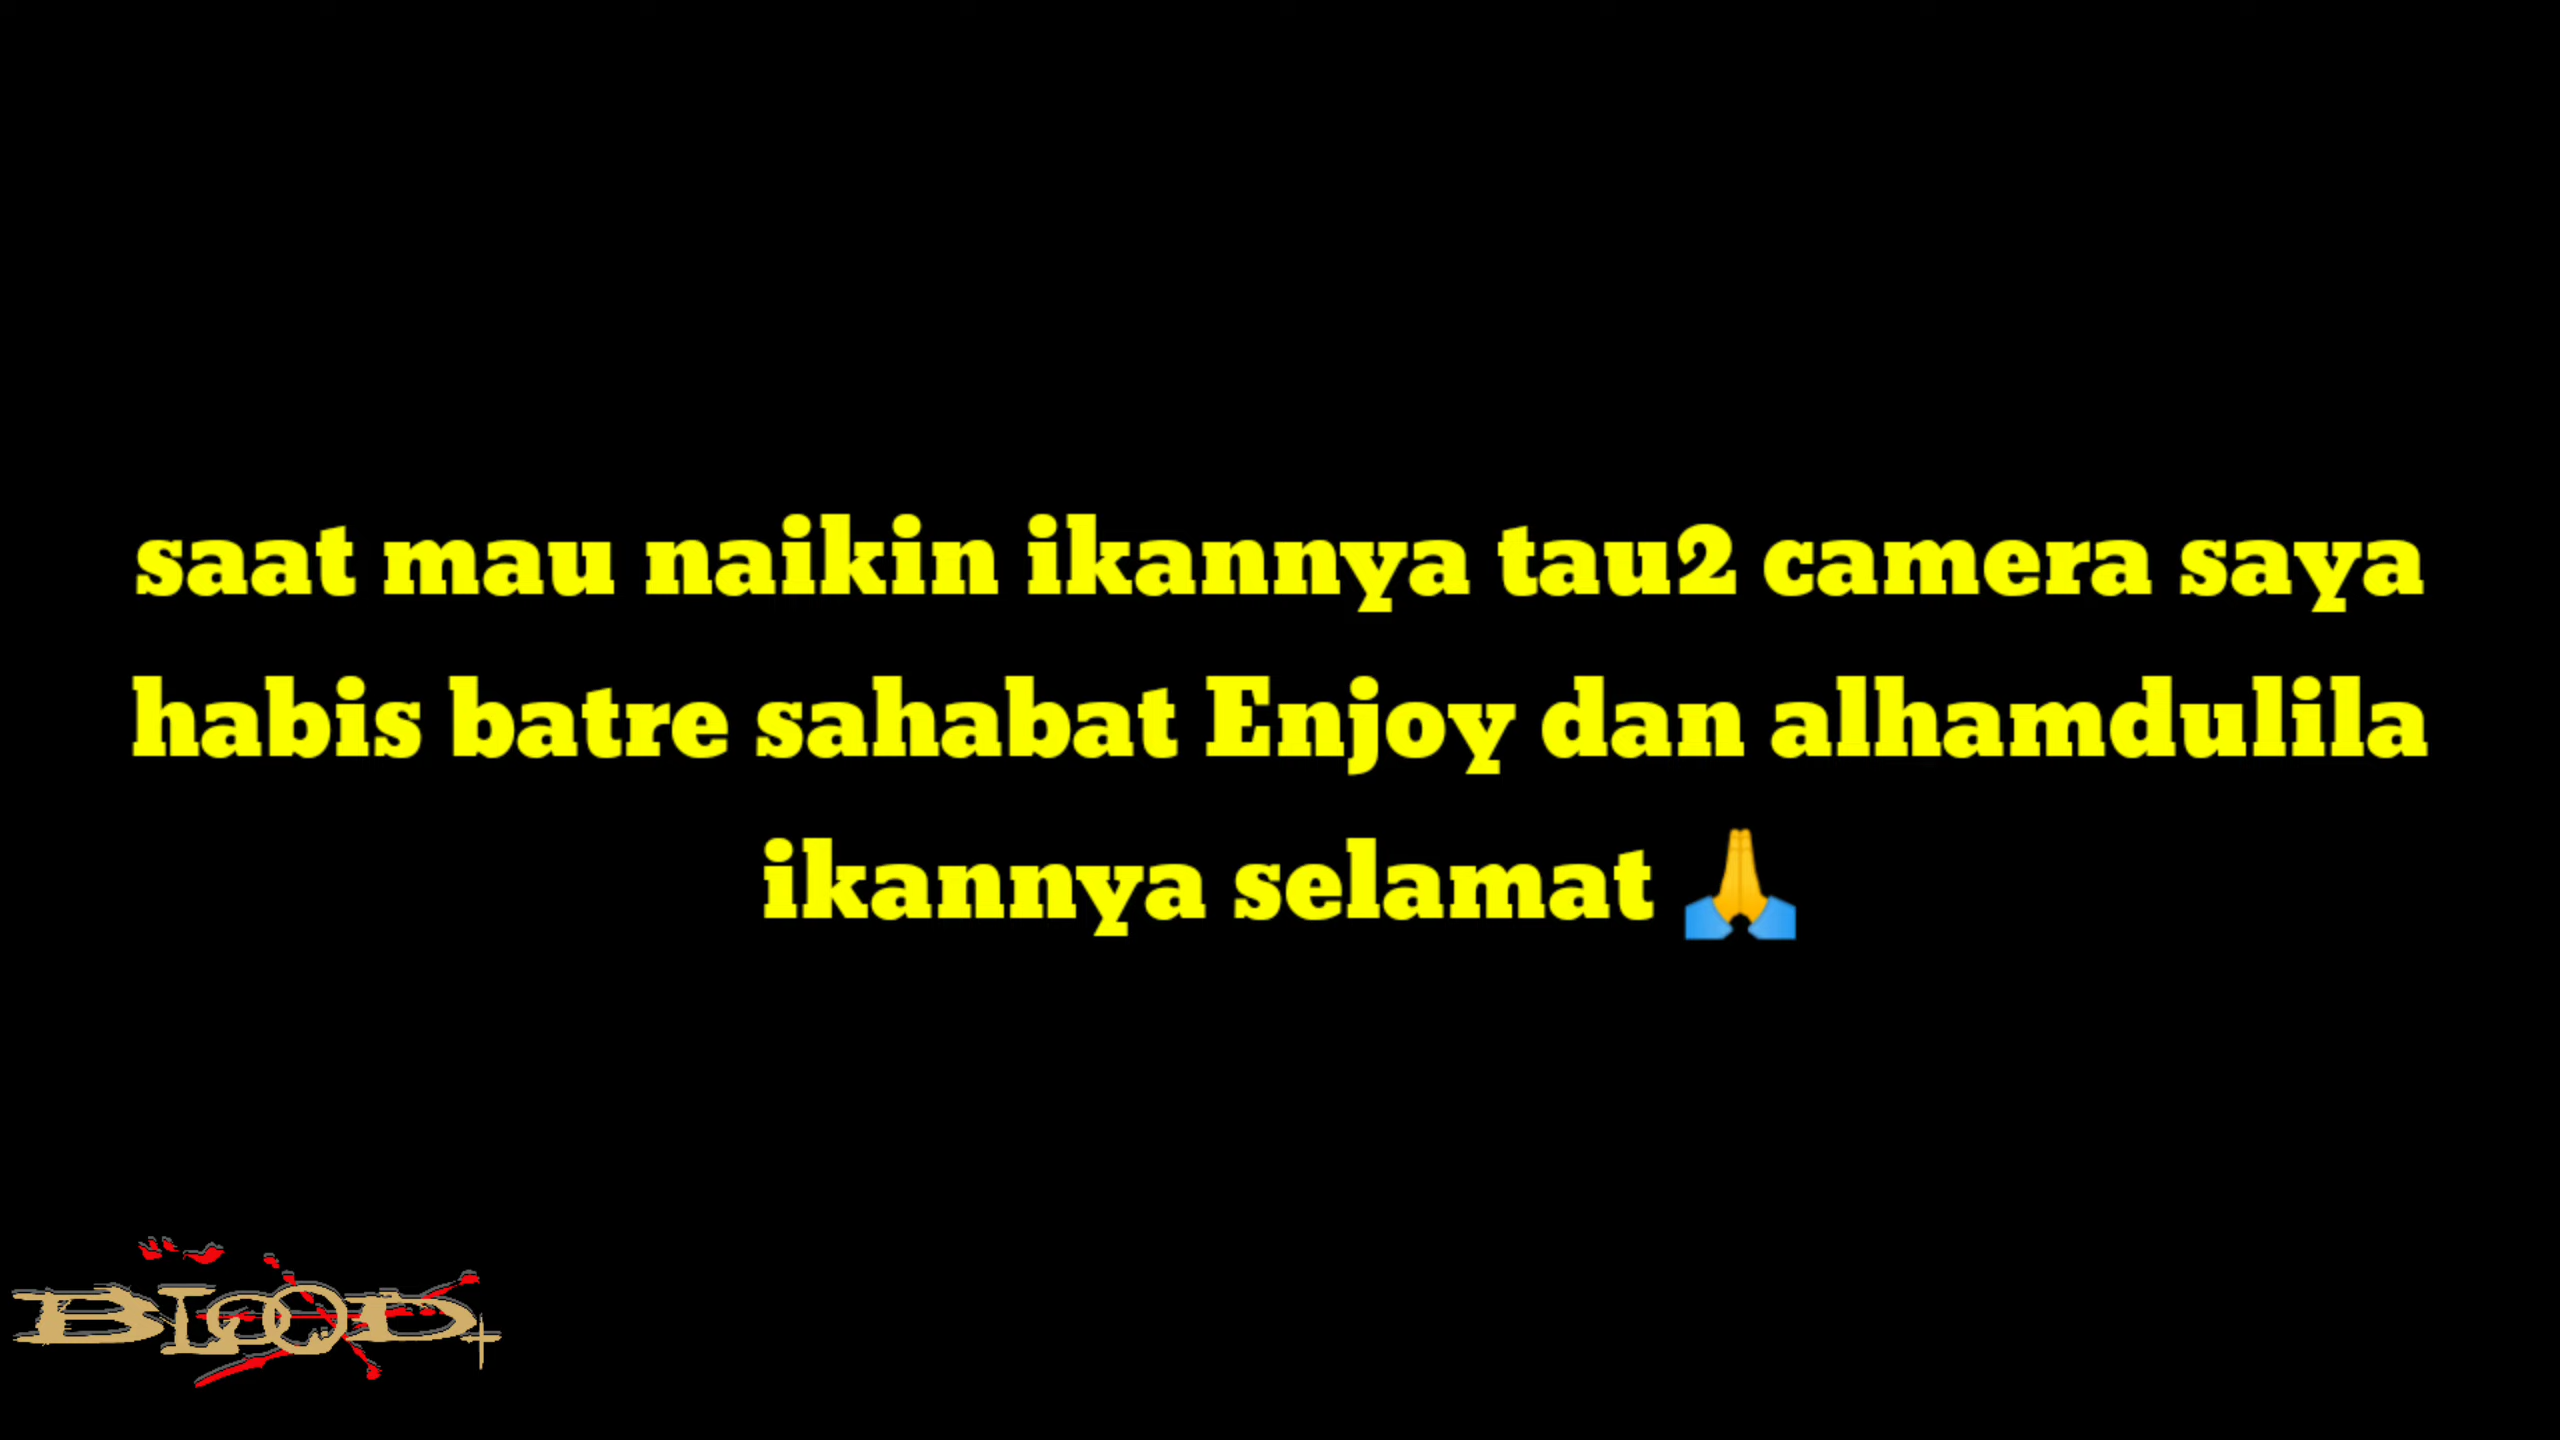 saat mau naikin ikannya tau2 camera saya
habis batre sahabat Enjoy dan alhamdulila
ikannya selamat 🙏
BLOOD+